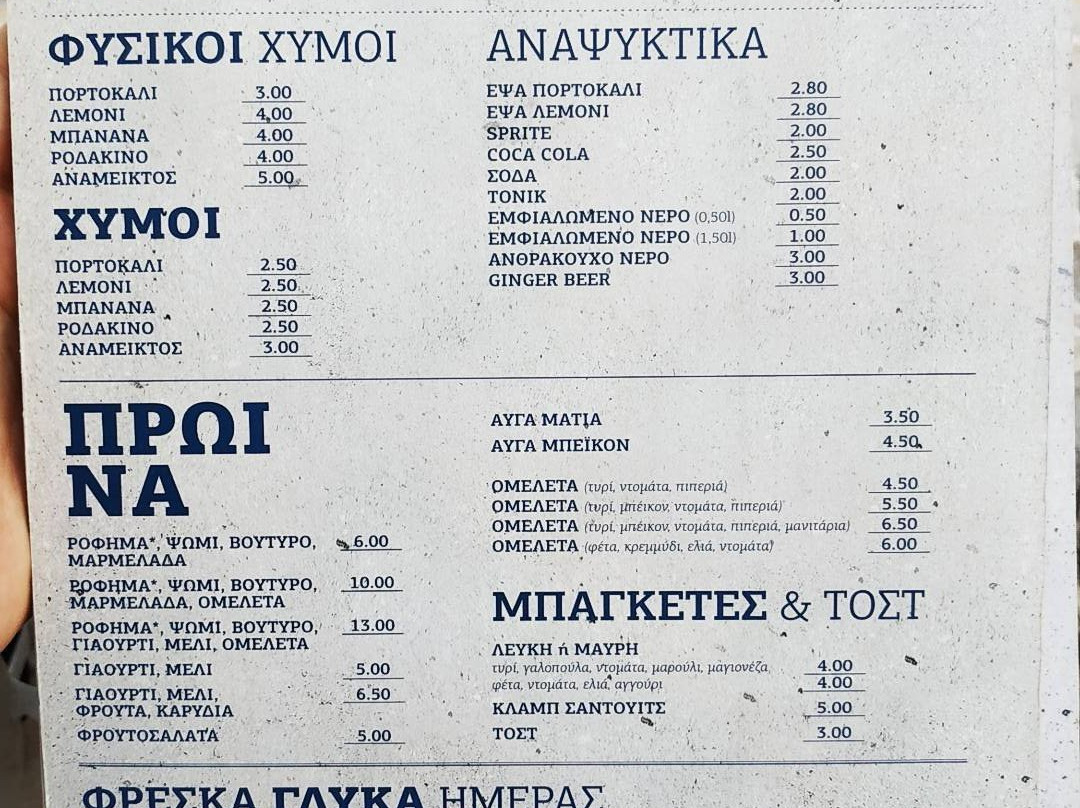 ΦΥΣΙΚΟΙ ΧΥΜΟΙ
ΠΟΡΤΟΚΑΛΙ 3.00
ΛΕΜΟΝΙ 4.00
ΜΠΑΝΑΝΑ 4.00
ΡΟΔΑΚΙΝΟ 4.00
ΑΝΑΜΕΙΚΤΟΣ 5.00
ΧΥΜΟΙ
ΠΟΡΤΟΚΑΛΙ 2.50
ΛΕΜΟΝΙ 2.50
ΜΠΑΝΑΝΑ 2.50
ΡΟΔΑΚΙΝΟ 2.50
ΑΝΑΜΕΙΚΤΟΣ 3.00
ΑΝΑΨΥΚΤΙΚΑ
ΕΨΑ ΠΟΡΤΟΚΑΛΙ 2.80
ΕΨΑ ΛΕΜΟΝΙ 2.80
SPRITE 2.00
COCA COLA 2.50
ΣΟΔΑ 2.00
ΤΟΝΙΚ 2.00
ΕΜΦΙΑΛΩΜΕΝΟ ΝΕΡΟ (0,50l) 0.50
ΕΜΦΙΑΛΩΜΕΝΟ ΝΕΡΟ (1,50l) 1.00
ΑΝΘΡΑΚΟΥΧΟ ΝΕΡΟ 3.00
GINGER BEER 3.00
ΠΡΩΙ
ΝΑ
ΡΟΦΗΜΑ*, ΨΩΜΙ, ΒΟΥΤΥΡΟ, 6.00
ΜΑΡΜΕΛΑΔΑ
ΡΟΦΗΜΑ*, ΨΩΜΙ, ΒΟΥΤΥΡΟ, 10.00
ΜΑΡΜΕΛΑΔΑ, ΟΜΕΛΕΤΑ
ΡΟΦΗΜΑ*, ΨΩΜΙ, ΒΟΥΤΥΡΟ, 13.00
ΓΙΑΟΥΡΤΙ, ΜΕΛΙ, ΟΜΕΛΕΤΑ
ΓΙΑΟΥΡΤΙ, ΜΕΛΙ 5.00
ΓΙΑΟΥΡΤΙ, ΜΕΛΙ, 6.50
ΦΡΟΥΤΑ, ΚΑΡΥΔΙΑ
ΦΡΟΥΤΟΣΑΛΑΤΑ 5.00
ΑΥΓΑ ΜΑΤΙΑ 3.50
ΑΥΓΑ ΜΠΕΪΚΟΝ 4.50
ΟΜΕΛΕΤΑ (τυρί, ντομάτα, πιπεριά) 4.50
ΟΜΕΛΕΤΑ (τυρί, μπέικον, ντομάτα, πιπεριά) 5.50
ΟΜΕΛΕΤΑ (τυρί, μπέικον, ντομάτα, πιπεριά, μανιτάρια) 6.50
ΟΜΕΛΕΤΑ (φέτα, κρεμμύδι, ελιά, ντομάτα) 6.00
ΜΠΑΓΚΕΤΕΣ & ΤΟΣΤ
ΛΕΥΚΗ ή ΜΑΥΡΗ
τυρί, γαλοπούλα, ντομάτα, μαρούλι, μαγιονέζα, 4.00
φέτα, ντομάτα, ελιά, αγγούρι 4.00
ΚΛΑΜΠ ΣΑΝΤΟΥΙΤΣ 5.00
ΤΟΣΤ 3.00
ΦΡΕΣΚΑ ΓΛΥΚΑ ΗΜΕΡΑΣ